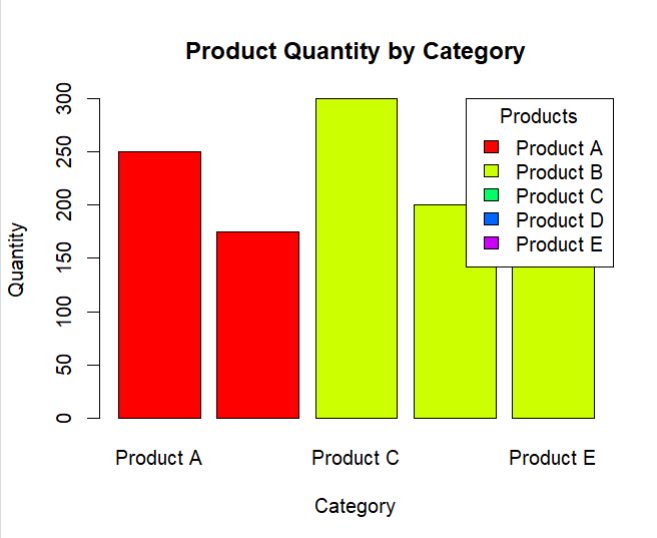 Product Quantity by Category
300
250
200
150
100
50
0
Quantity
Products
Product A
Product B
Product C
Product D
Product E
Product A Product C Product E
Category